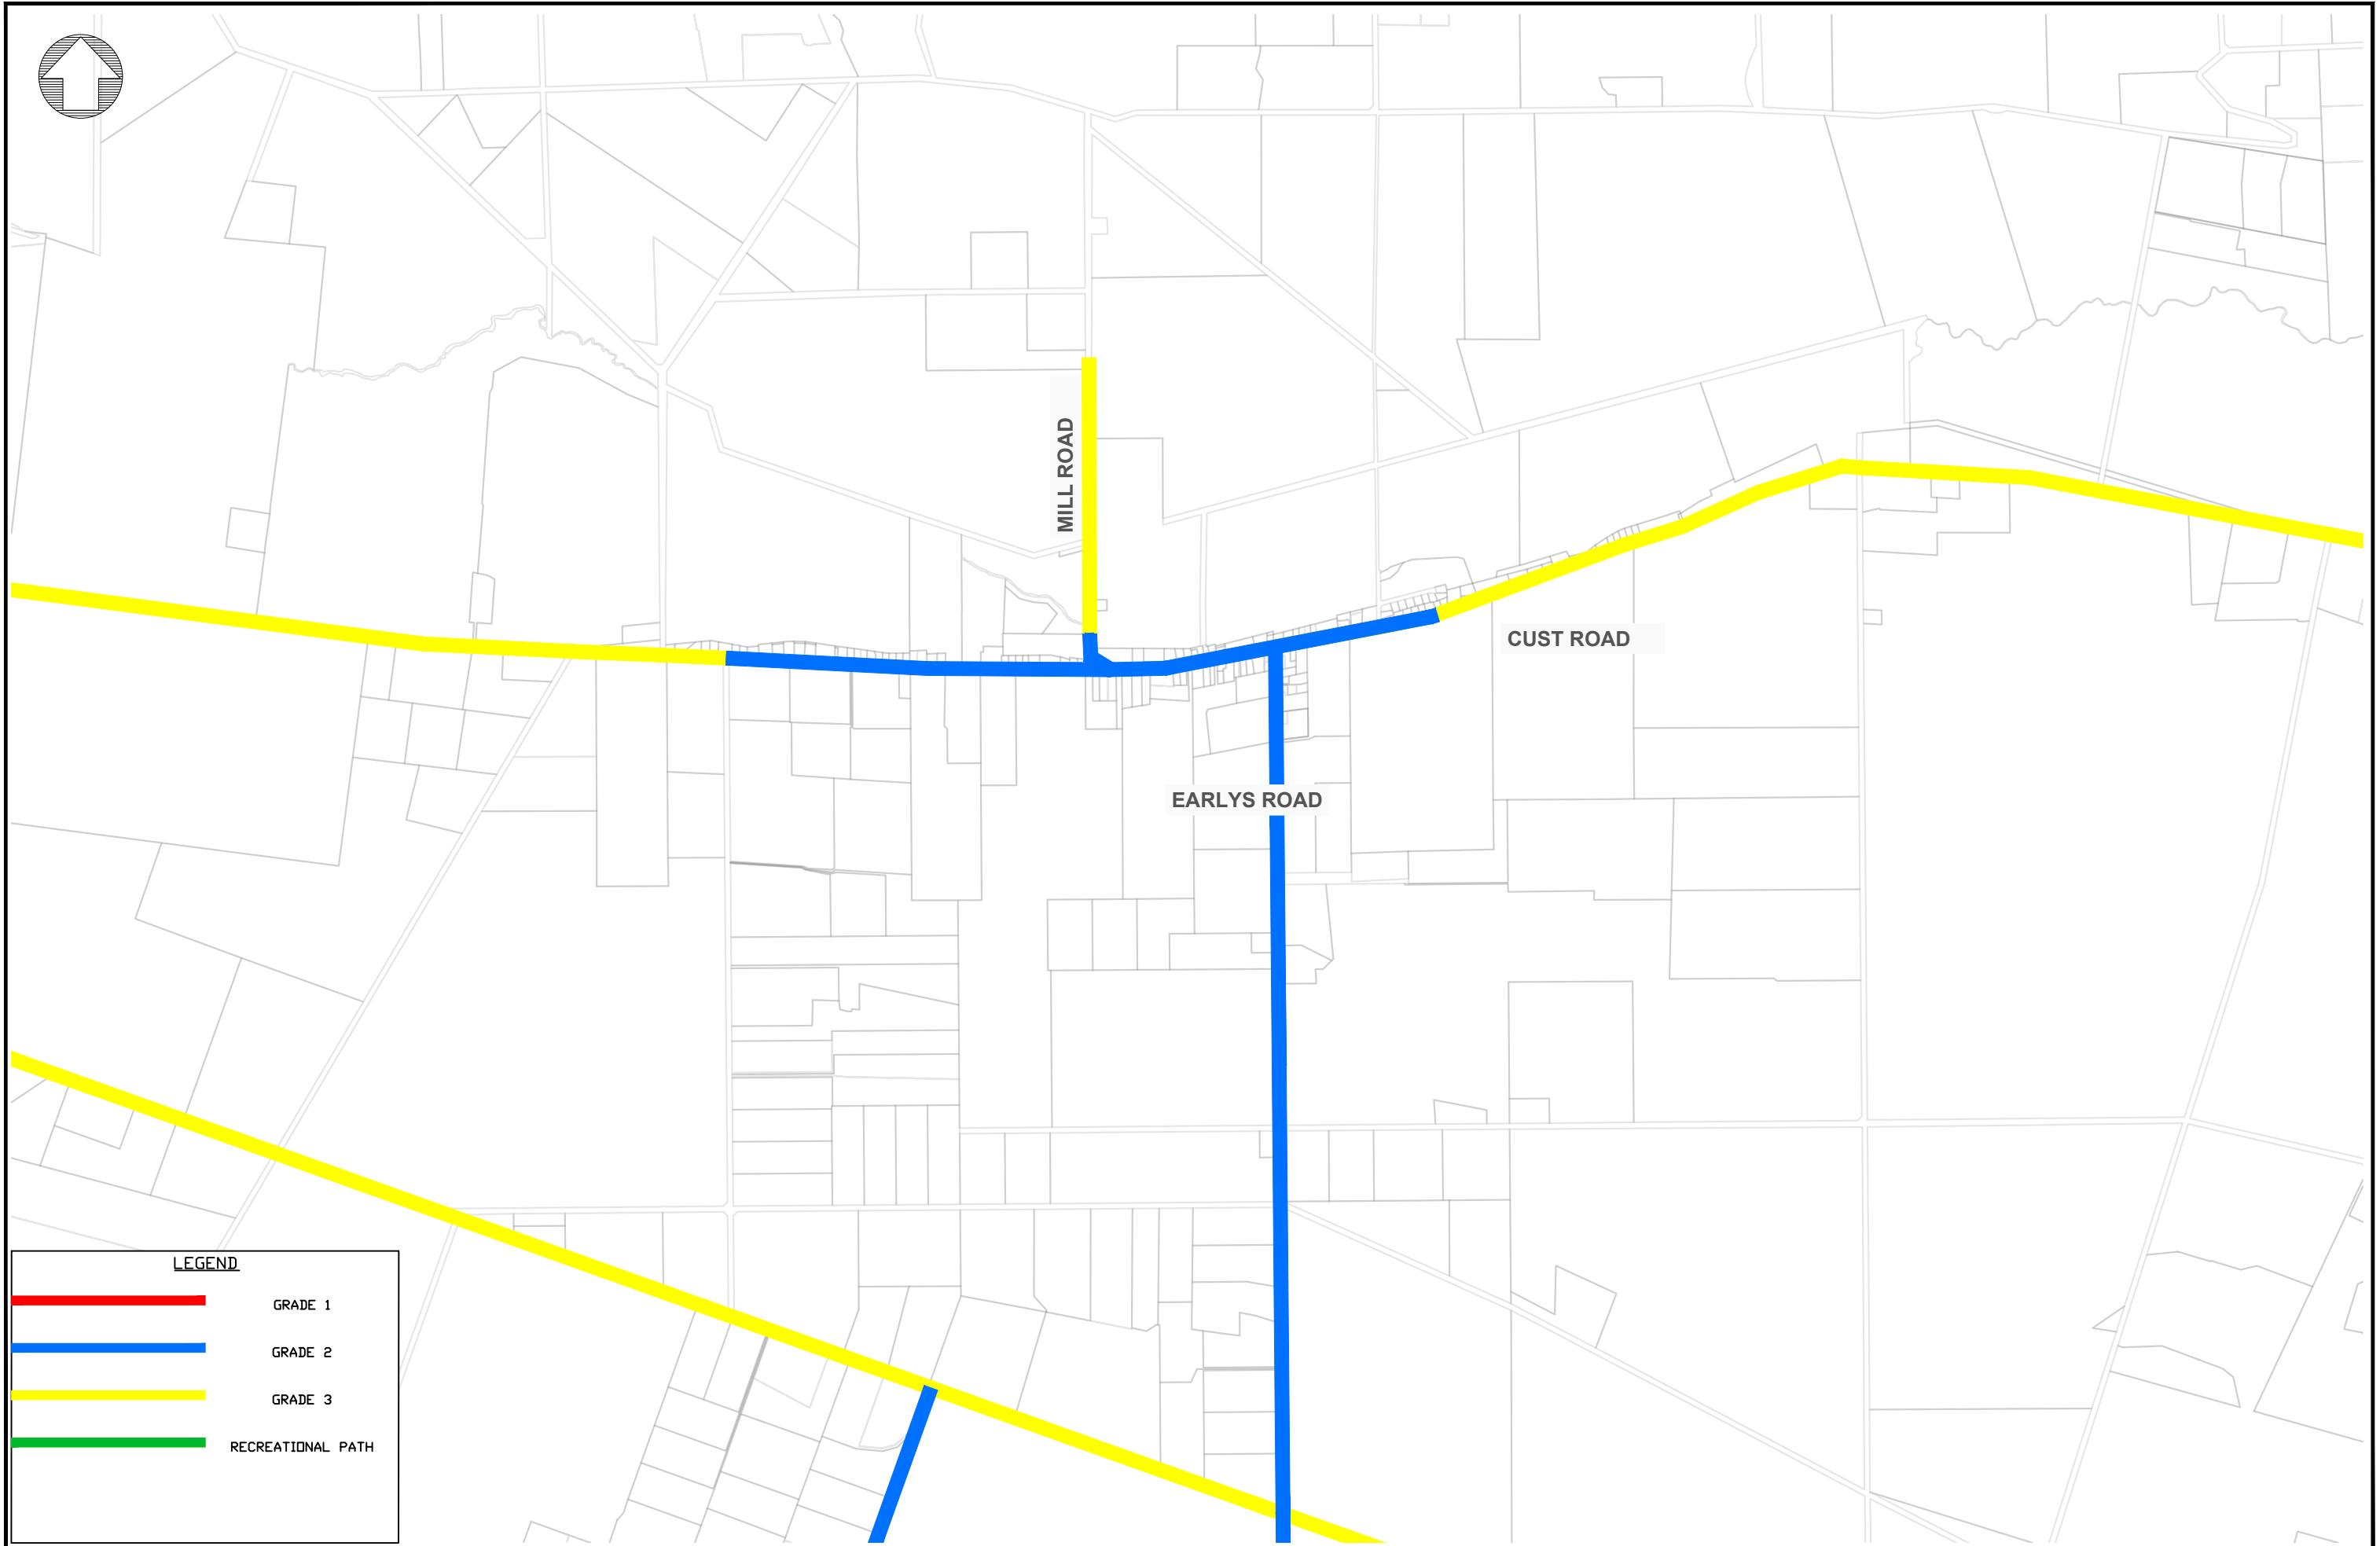 MILL ROAD
CUST ROAD
EARLYS ROAD
LEGEND
GRADE 1
GRADE 2
GRADE 3
RECREATIONAL PATH